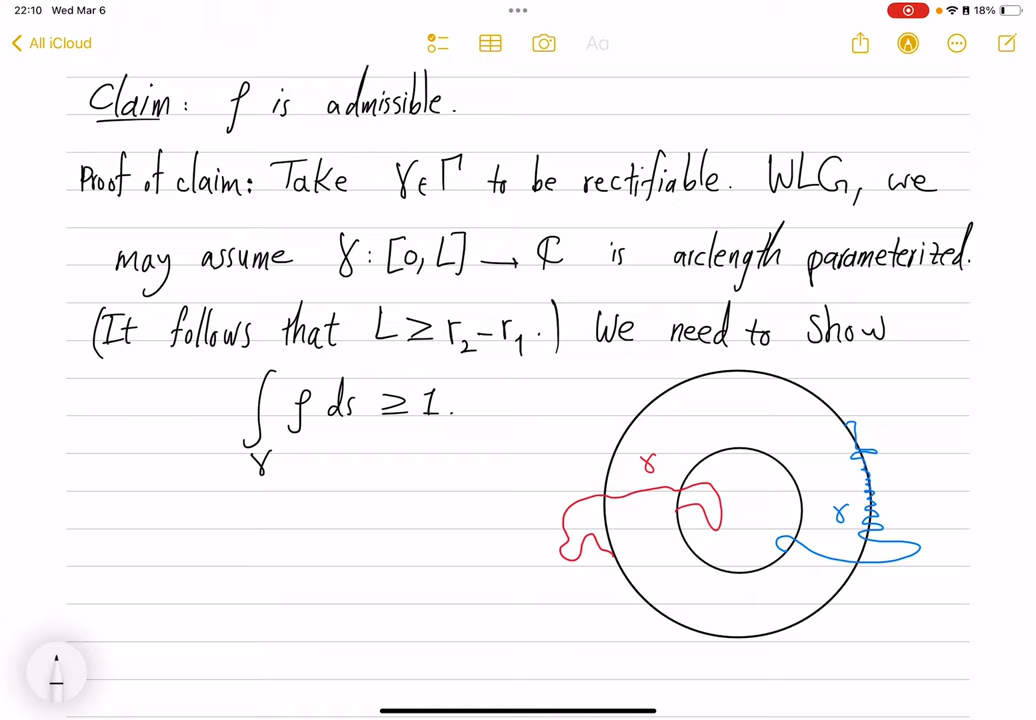 22:10 Wed Mar 6
18%
All iCloud
Aa
Claim: ρ is admissible.
Proof of claim: Take γ ∈ Γ to be rectifiable. WLG, we
may assume γ: [0, L] → ℂ is arclength parameterized.
(It follows that L ≥ r₂ - r₁.) We need to show
∫_γ ρ ds ≥ 1.
γ
γ